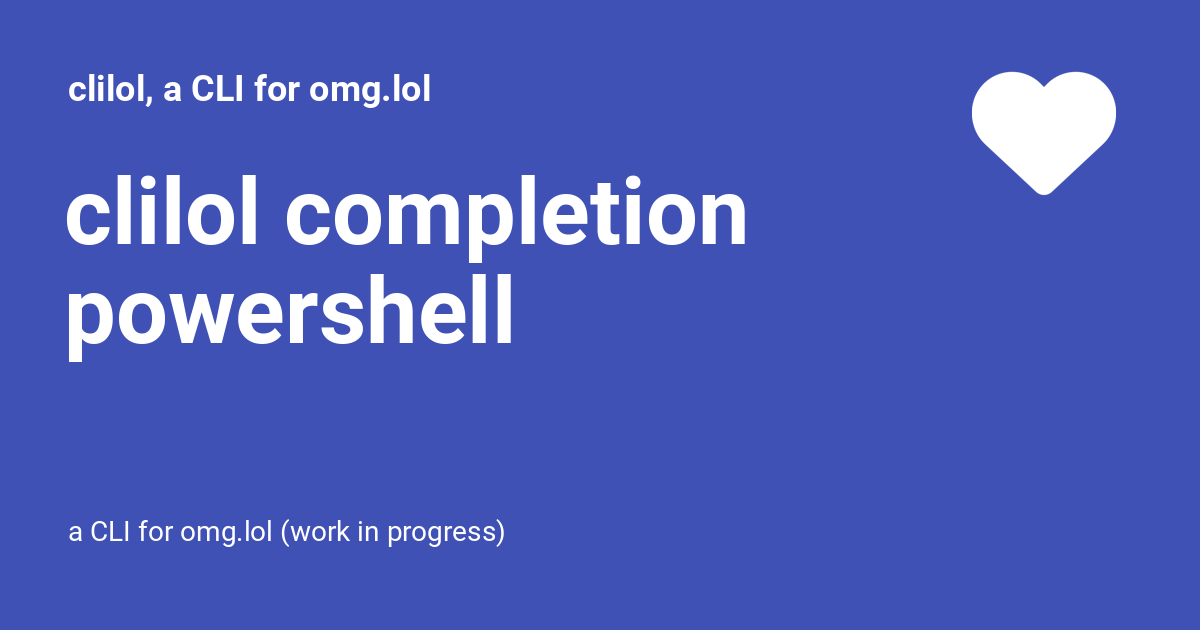 clilol, a CLI for omg.lol
clilol completion
powershell
a CLI for omg.lol (work in progress)